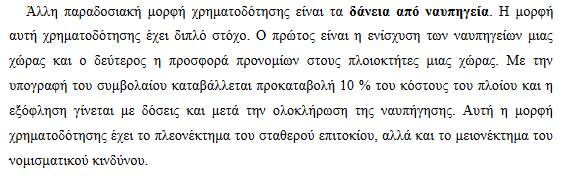 Άλλη παραδοσιακή μορφή χρηματοδότησης είναι τα δάνεια από ναυπηγεία. Η μορφή
αυτή χρηματοδότησης έχει διπλό στόχο. Ο πρώτος είναι η ενίσχυση των ναυπηγείων μιας
χώρας και ο δεύτερος η προσφορά προνομίων στους πλοιοκτήτες μιας χώρας. Με την
υπογραφή του συμβολαίου καταβάλλεται προκαταβολή 10 % του κόστους του πλοίου και η
εξόφληση γίνεται με δόσεις και μετά την ολοκλήρωση της ναυπήγησης. Αυτή η μορφή
χρηματοδότησης έχει το πλεονέκτημα του σταθερού επιτοκίου, αλλά και το μειονέκτημα του
νομισματικού κινδύνου.